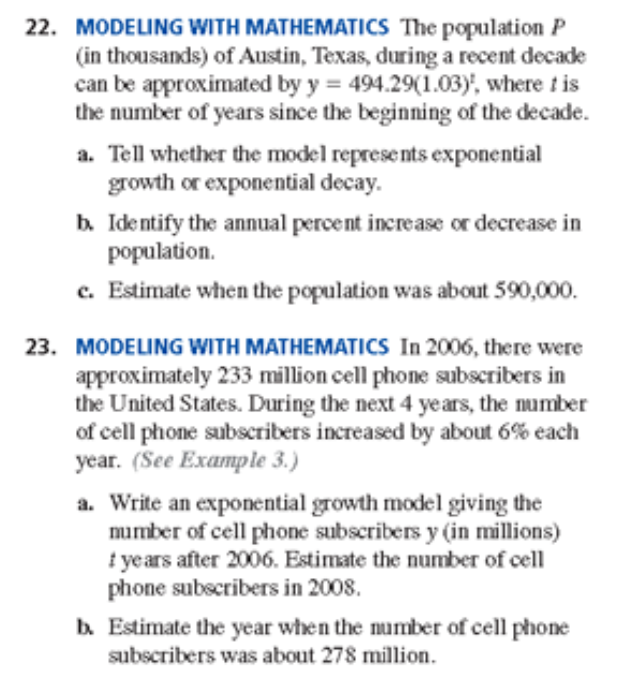 22. MODELING WITH MATHEMATICS The population P
(in thousands) of Austin, Texas, during a recent decade
can be approximated by y = 494.29(1.03)ᵗ, where t is
the number of years since the beginning of the decade.
a. Tell whether the model represents exponential
growth or exponential decay.
b. Identify the annual percent increase or decrease in
population.
c. Estimate when the population was about 590,000.
23. MODELING WITH MATHEMATICS In 2006, there were
approximately 233 million cell phone subscribers in
the United States. During the next 4 years, the number
of cell phone subscribers increased by about 6% each
year. (See Example 3.)
a. Write an exponential growth model giving the
number of cell phone subscribers y (in millions)
t years after 2006. Estimate the number of cell
phone subscribers in 2008.
b. Estimate the year when the number of cell phone
subscribers was about 278 million.